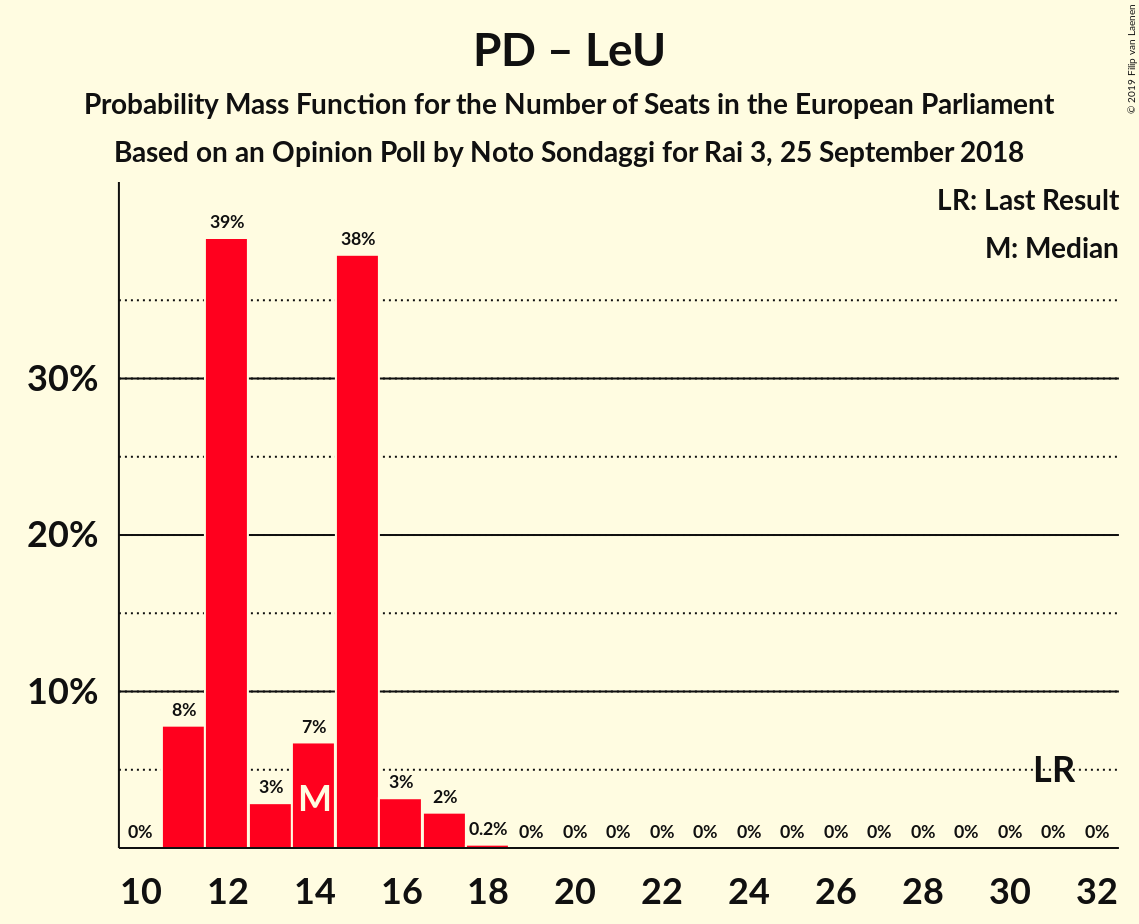 PD – LeU
Probability Mass Function for the Number of Seats in the European Parliament
Based on an Opinion Poll by Noto Sondaggi for Rai 3, 25 September 2018
© 2019 Filip van Laenen
LR: Last Result
M: Median
30%
20%
10%
0%
8%
39%
3%
7%
38%
3%
2%
0.2%
0%
0%
0%
0%
0%
0%
0%
0%
0%
0%
0%
0%
0%
0%
M
LR
10 12 14 16 18 20 22 24 26 28 30 32